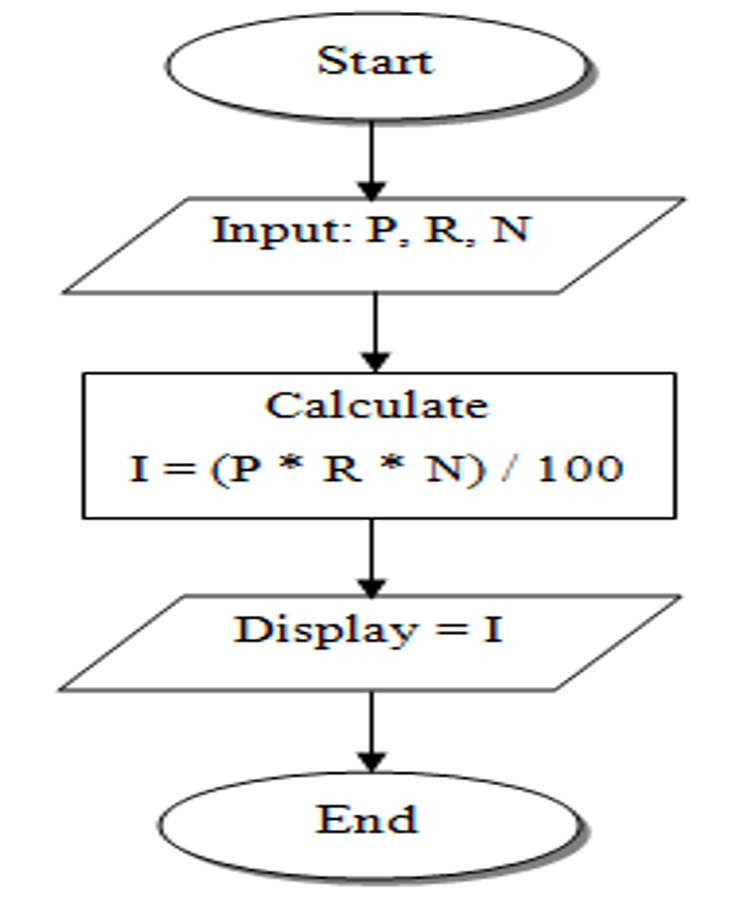 Start
Input: P, R, N
Calculate
I = (P * R * N) / 100
Display = I
End